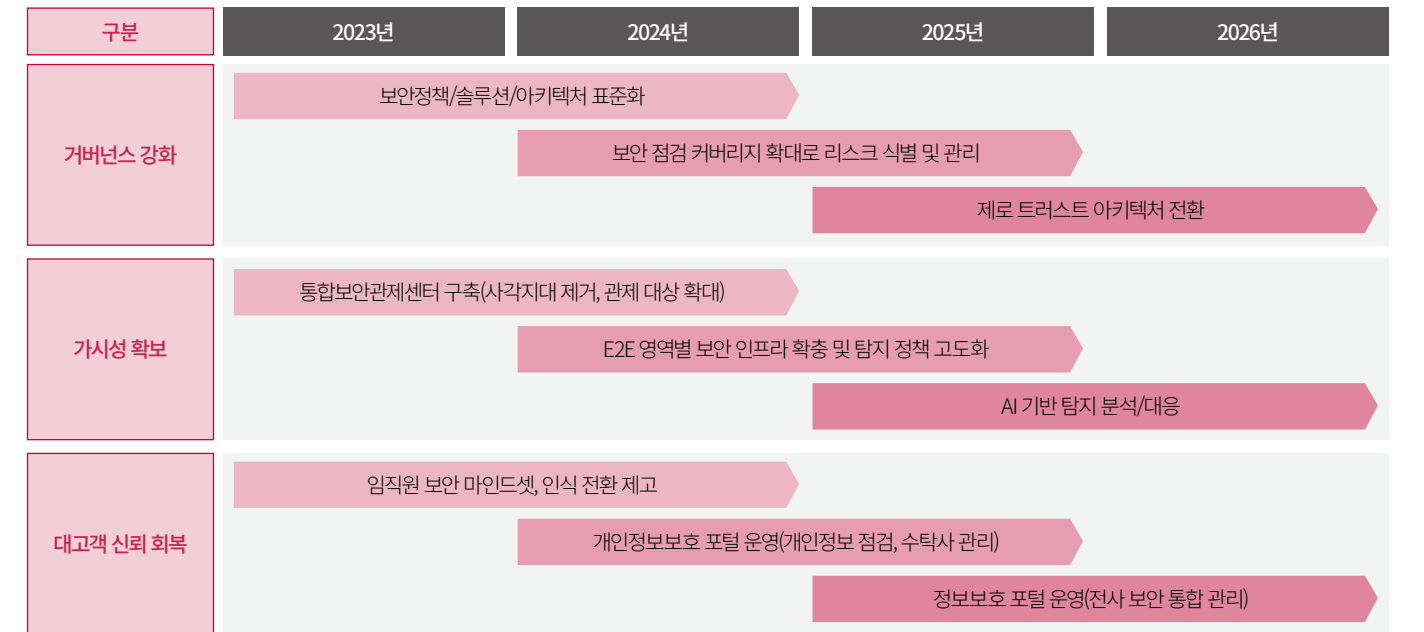 구분
2023년
2024년
2025년
2026년
거버넌스 강화
보안정책/솔루션/아키텍처 표준화
보안 점검 커버리지 확대로 리스크 식별 및 관리
제로 트러스트 아키텍처 전환
가시성 확보
통합보안관제센터 구축(사각지대 제거, 관제 대상 확대)
E2E 영역별 보안 인프라 확충 및 탐지 정책 고도화
AI 기반 탐지 분석/대응
대고객 신뢰 회복
임직원 보안 마인드셋, 인식 전환 제고
개인정보보호 포털 운영(개인정보 점검, 수탁사 관리)
정보보호 포털 운영(전사 보안 통합 관리)